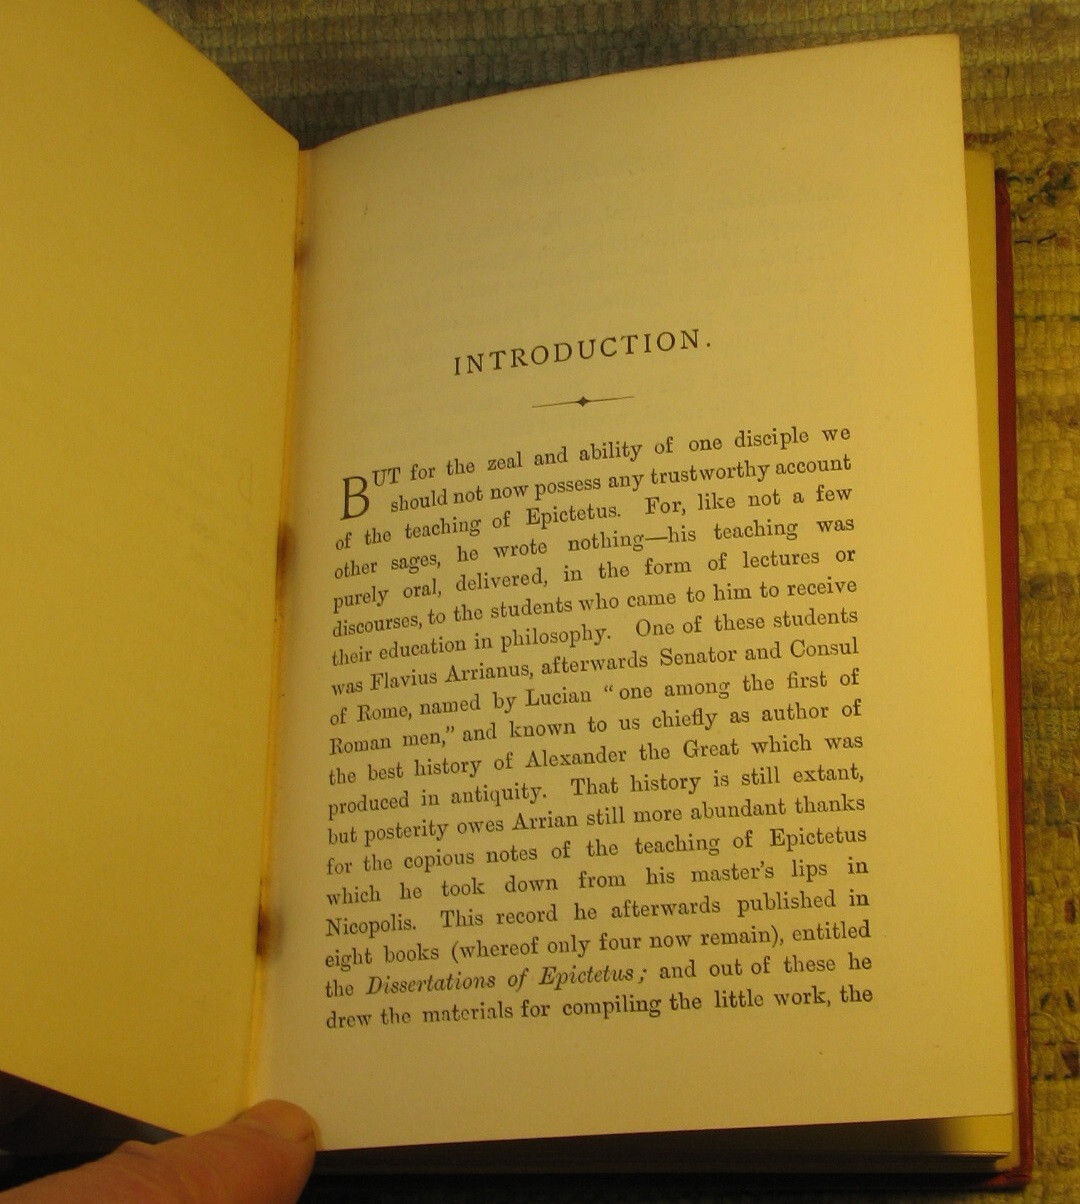 INTRODUCTION.
BUT for the zeal and ability of one disciple we
should not now possess any trustworthy account
of the teaching of Epictetus. For, like not a few
other sages, he wrote nothing—his teaching was
purely oral, delivered, in the form of lectures or
discourses, to the students who came to him to receive
their education in philosophy. One of these students
was Flavius Arrianus, afterwards Senator and Consul
of Rome, named by Lucian “one among the first of
Roman men,” and known to us chiefly as author of
the best history of Alexander the Great which was
produced in antiquity. That history is still extant,
but posterity owes Arrian still more abundant thanks
for the copious notes of the teaching of Epictetus
which he took down from his master's lips in
Nicopolis. This record he afterwards published in
eight books (whereof only four now remain), entitled
the Dissertations of Epictetus; and out of these he
drew the materials for compiling the little work, the